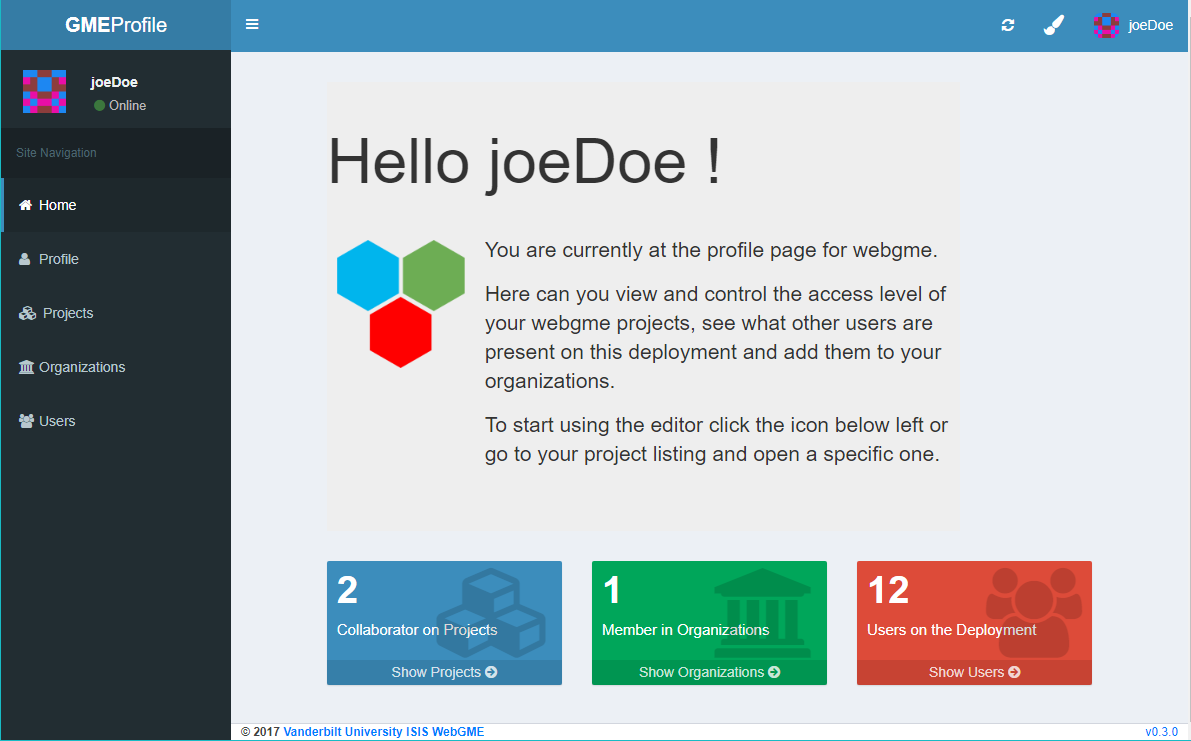 GMEProfile
joeDoe
joeDoe
Online
Site Navigation
Home
Profile
Projects
Organizations
Users
Hello joeDoe !
You are currently at the profile page for webgme.
Here can you view and control the access level of
your webgme projects, see what other users are
present on this deployment and add them to your
organizations.
To start using the editor click the icon below left or
go to your project listing and open a specific one.
2
Collaborator on Projects
Show Projects
1
Member in Organizations
Show Organizations
12
Users on the Deployment
Show Users
© 2017 Vanderbilt University ISIS WebGME
v0.3.0